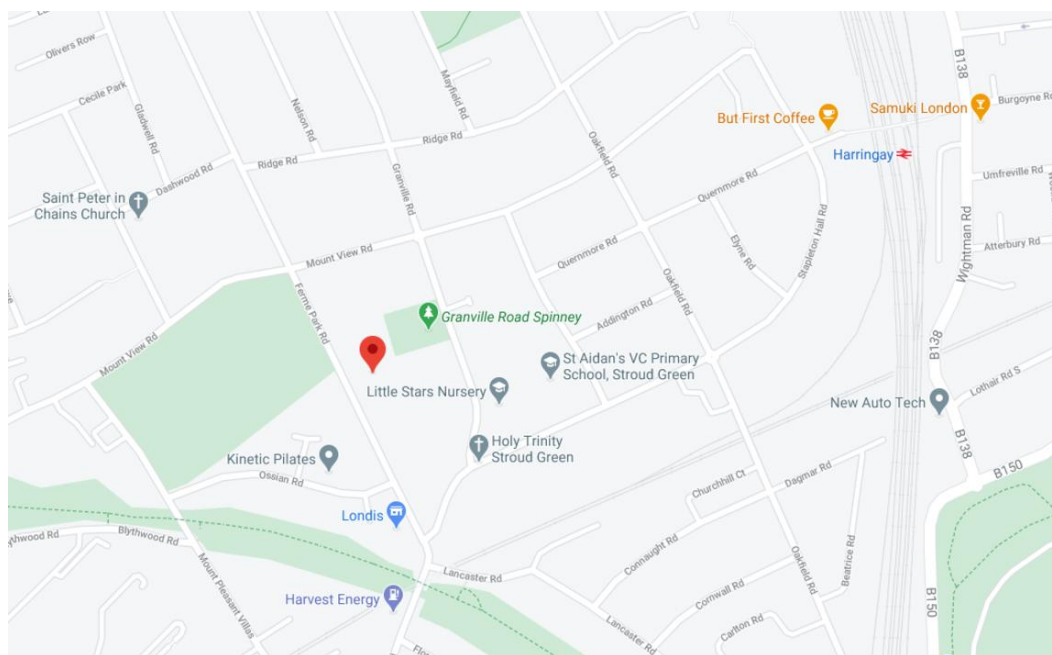 Olivers Row
Cecile Park
Gladwell Rd
Nelson Rd
Mayfield Rd
B138
Samuki London
Burgoyne Rd
But First Coffee
Harringay
Ridge Rd
Ridge Rd
Dashwood Rd
Granville Rd
Oakfield Rd
Umfreville Rd
Saint Peter in
Chains Church
Quernmore Rd
Stapleton Hall Rd
Wightman Rd
Atterbury Rd
Mount View Rd
Quernmore Rd
Elyne Rd
Ferme Park Rd
Oakfield Rd
Granville Road Spinney
Addington Rd
Mount View Rd
B138
St Aidan's VC Primary
School, Stroud Green
Little Stars Nursery
Lothair Rd S
New Auto Tech
Holy Trinity
Stroud Green
B138
Kinetic Pilates
Ossian Rd
B150
Churchhill Ct
Dagmar Rd
Londis
Blythwood Rd
Connaught Rd
Mount Pleasant Villas
Lancaster Rd
Oakfield Rd
Beatrice Rd
Harvest Energy
Cornwall Rd
Lancaster Rd
Carlton Rd
B150